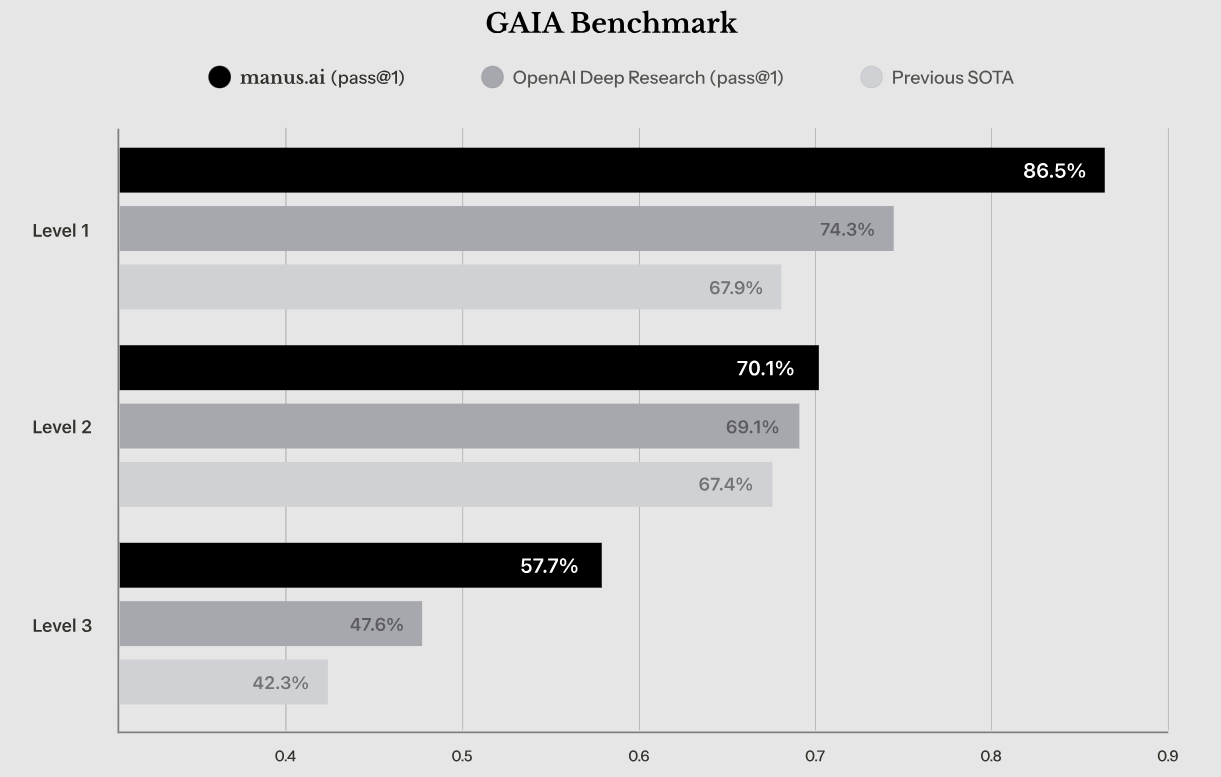 GAIA Benchmark
manus.ai (pass@1) OpenAI Deep Research (pass@1) Previous SOTA
86.5%
Level 1 74.3%
67.9%
70.1%
Level 2 69.1%
67.4%
57.7%
Level 3 47.6%
42.3%
0.4 0.5 0.6 0.7 0.8 0.9